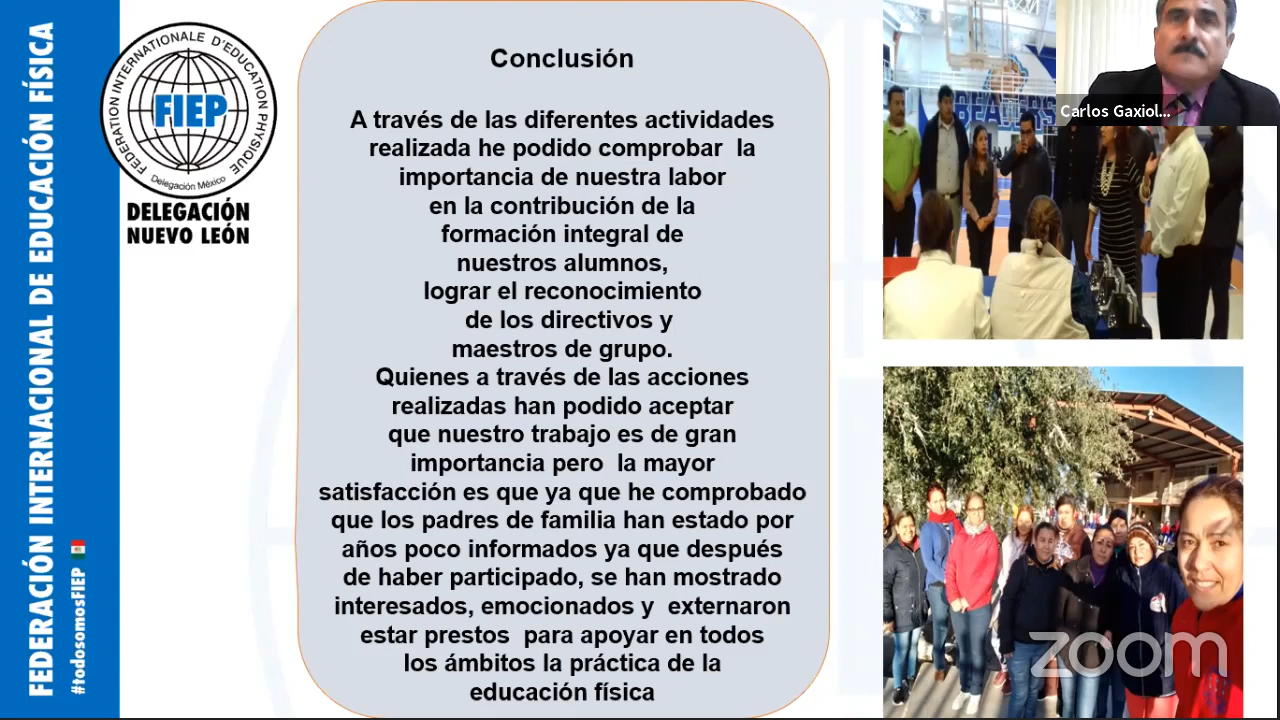 FEDERACIÓN INTERNACIONAL DE EDUCACIÓN FÍSICA
#todosomosFIEP
FEDERATION INTERNATIONALE D'EDUCATION PHYSIQUE
FIEP
Delegación México
DELEGACIÓN
NUEVO LEÓN
Conclusión
A través de las diferentes actividades
realizada he podido comprobar la
importancia de nuestra labor
en la contribución de la
formación integral de
nuestros alumnos,
lograr el reconocimiento
de los directivos y
maestros de grupo.
Quienes a través de las acciones
realizadas han podido aceptar
que nuestro trabajo es de gran
importancia pero la mayor
satisfacción es que ya que he comprobado
que los padres de familia han estado por
años poco informados ya que después
de haber participado, se han mostrado
interesados, emocionados y externaron
estar prestos para apoyar en todos
los ámbitos la práctica de la
educación física
Carlos Gaxiol...
zoom